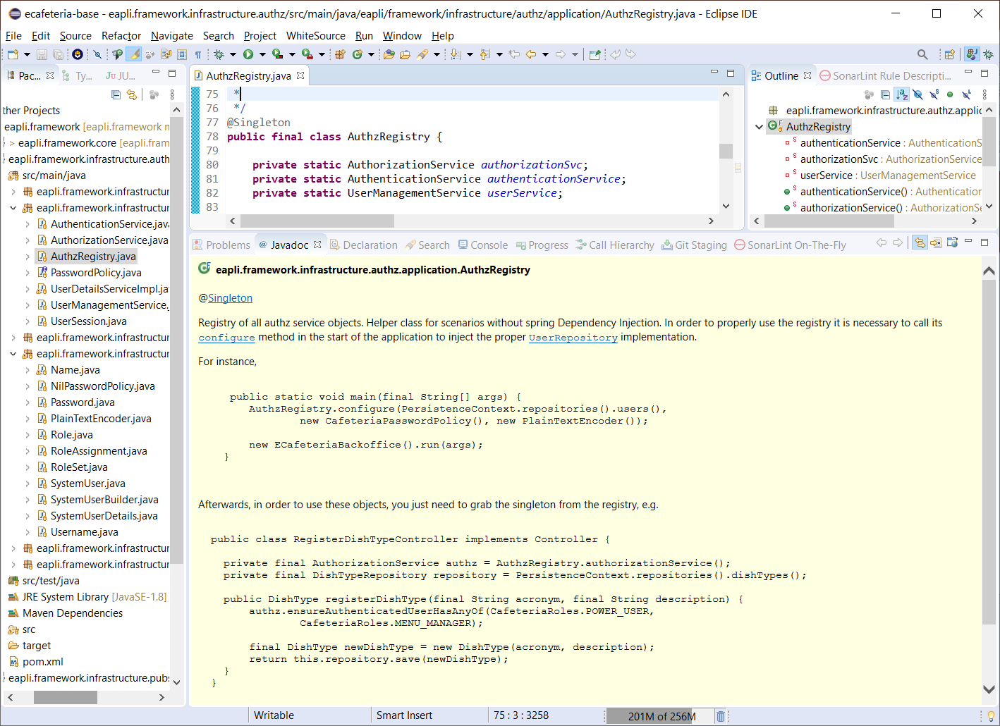 ecafeteria-base - eapli.framework.infrastructure.authz/src/main/java/eapli/framework/infrastructure/authz/application/AuthzRegistry.java - Eclipse IDE
File Edit Source Refactor Navigate Search Project WhiteSource Run Window Help
Pac... Ty... JU...
ther Projects
eapli.framework [eapli.framework m
> eapli.framework.core [eapli.fram
eapli.framework.infrastructure.auth
src/main/java
eapli.framework.infrastructur
eapli.framework.infrastructur
AuthenticationService.java
AuthorizationService.java
AuthzRegistry.java
PasswordPolicy.java
UserDetailsServiceImpl.ja
UserManagementService.
UserSession.java
eapli.framework.infrastructur
eapli.framework.infrastructur
Name.java
NilPasswordPolicy.java
Password.java
PlainTextEncoder.java
Role.java
RoleAssignment.java
RoleSet.java
SystemUser.java
SystemUserBuilder.java
SystemUserDetails.java
Username.java
eapli.framework.infrastructur
eapli.framework.infrastructur
src/test/java
JRE System Library [JavaSE-1.8]
Maven Dependencies
src
target
pom.xml
eapli.framework.infrastructure.pubs
AuthzRegistry.java
75 *
76 */
77 @Singleton
78 public final class AuthzRegistry {
79
80 private static AuthorizationService authorizationSvc;
81 private static AuthenticationService authenticationService;
82 private static UserManagementService userService;
83
Outline SonarLint Rule Descripti...
eapli.framework.infrastructure.authz.applic
AuthzRegistry
authenticationService : AuthenticationS
authorizationSvc : AuthorizationService
userService : UserManagementService
authenticationService() : Authentication
authorizationService() : AuthorizationSe
Problems @ Javadoc Declaration Search Console Progress Call Hierarchy Git Staging SonarLint On-The-Fly
eapli.framework.infrastructure.authz.application.AuthzRegistry
@Singleton
Registry of all authz service objects. Helper class for scenarios without spring Dependency Injection. In order to properly use the registry it is necessary to call its
configure method in the start of the application to inject the proper UserRepository implementation.
For instance,
public static void main(final String[] args) {
AuthzRegistry.configure(PersistenceContext.repositories().users(),
new CafeteriaPasswordPolicy(), new PlainTextEncoder());
new ECafeteriaBackoffice().run(args);
}
Afterwards, in order to use these objects, you just need to grab the singleton from the registry, e.g.
public class RegisterDishTypeController implements Controller {
private final AuthorizationService authz = AuthzRegistry.authorizationService();
private final DishTypeRepository repository = PersistenceContext.repositories().dishTypes();
public DishType registerDishType(final String acronym, final String description) {
authz.ensureAuthenticatedUserHasAnyOf(CafeteriaRoles.POWER_USER,
CafeteriaRoles.MENU_MANAGER);
final DishType newDishType = new DishType(acronym, description);
return this.repository.save(newDishType);
}
}
Writable Smart Insert 75 : 3 : 3258 201M of 256M